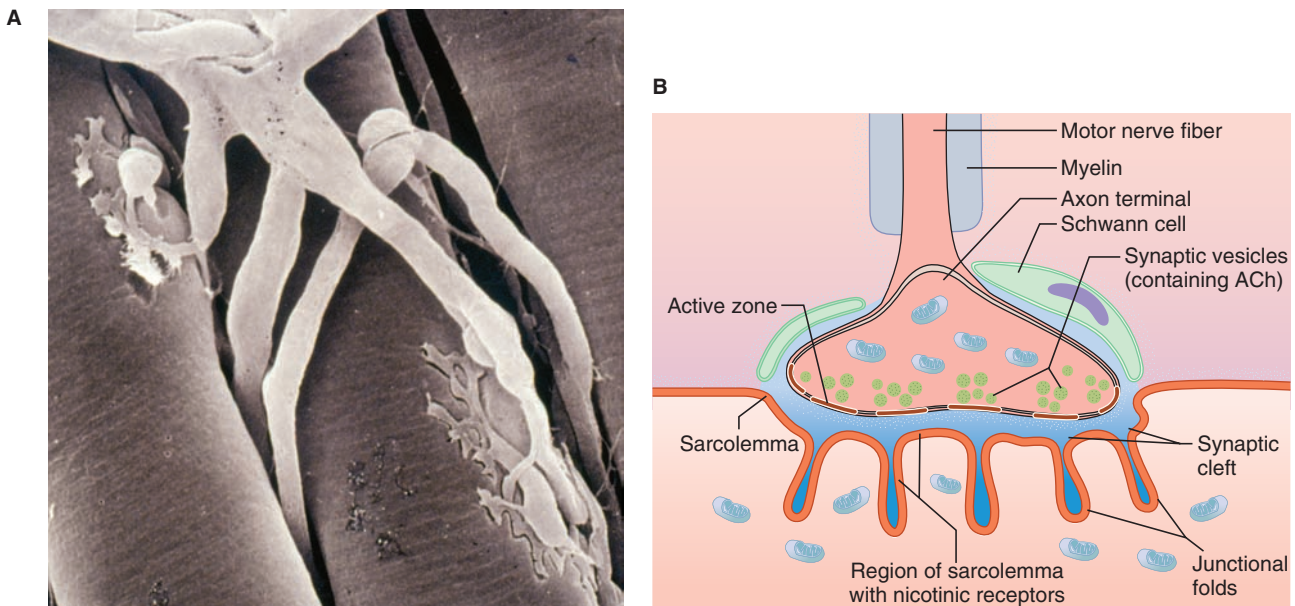 A
B
Motor nerve fiber
Myelin
Axon terminal
Schwann cell
Synaptic vesicles
(containing ACh)
Active zone
Sarcolemma
Synaptic
cleft
Region of sarcolemma
with nicotinic receptors
Junctional
folds